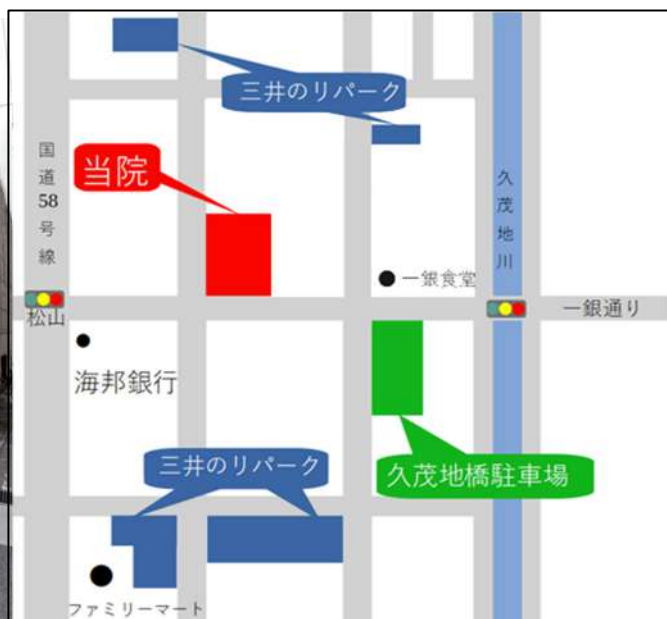 三井のリパーク
国道58号線
当院
久茂地川
一銀食堂
松山
一銀通り
海邦銀行
三井のリパーク
久茂地橋駐車場
ファミリーマート